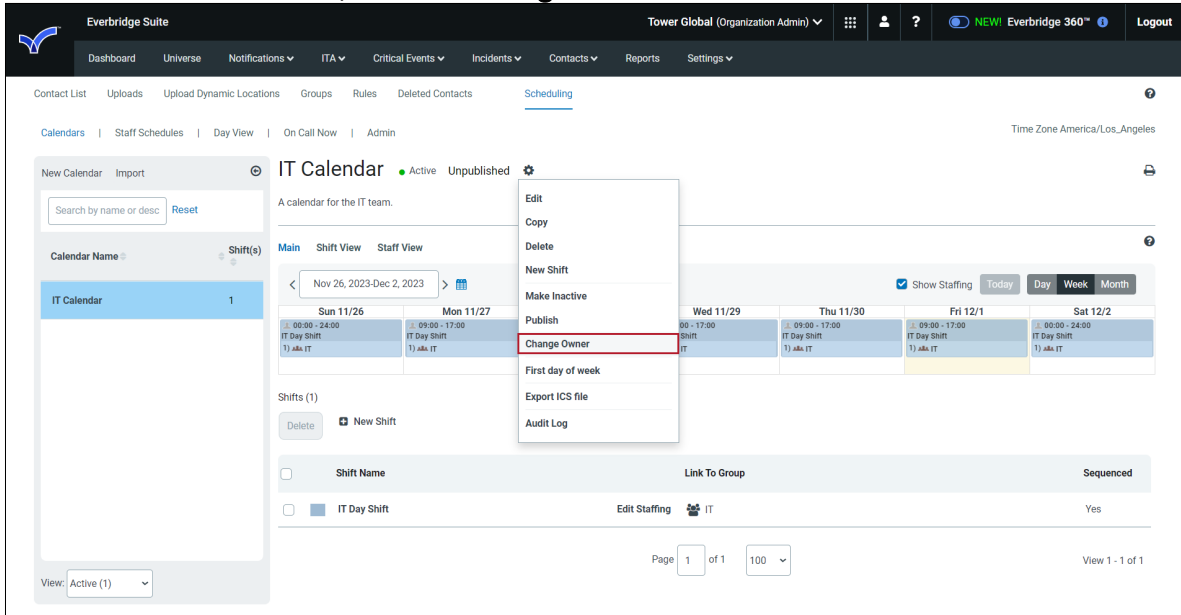 Everbridge Suite
Tower Global (Organization Admin)
?
NEW! Everbridge 360™
Logout
Dashboard Universe Notifications ITA Critical Events Incidents Contacts Reports Settings
Contact List Uploads Upload Dynamic Locations Groups Rules Deleted Contacts Scheduling
Calendars | Staff Schedules | Day View | On Call Now | Admin
Time Zone America/Los_Angeles
New Calendar Import
Search by name or desc Reset
Calendar Name Shift(s)
IT Calendar 1
View: Active (1)
IT Calendar Active Unpublished
A calendar for the IT team.
Edit
Copy
Delete
New Shift
Make Inactive
Publish
Change Owner
First day of week
Export ICS file
Audit Log
Main Shift View Staff View
Nov 26, 2023-Dec 2, 2023
Show Staffing Today Day Week Month
Sun 11/26 Mon 11/27 Wed 11/29 Thu 11/30 Fri 12/1 Sat 12/2
00:00 - 24:00 09:00 - 17:00 00 - 17:00 09:00 - 17:00 09:00 - 17:00 00:00 - 24:00
IT Day Shift IT Day Shift Shift IT Day Shift IT Day Shift IT Day Shift
1) IT 1) IT IT 1) IT 1) IT 1) IT
Shifts (1)
Delete New Shift
Shift Name Link To Group Sequenced
IT Day Shift Edit Staffing IT Yes
Page 1 of 1 100 View 1 - 1 of 1